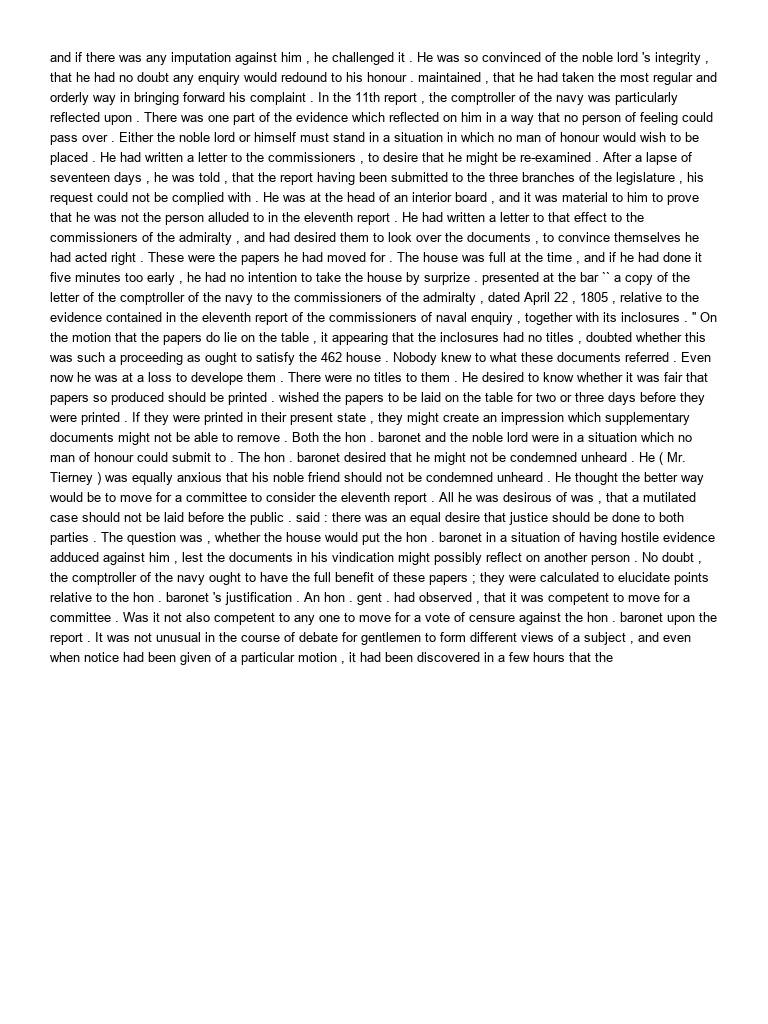 and if there was any imputation against him , he challenged it . He was so convinced of the noble lord 's integrity ,
that he had no doubt any enquiry would redound to his honour . maintained , that he had taken the most regular and
orderly way in bringing forward his complaint . In the 11th report , the comptroller of the navy was particularly
reflected upon . There was one part of the evidence which reflected on him in a way that no person of feeling could
pass over . Either the noble lord or himself must stand in a situation in which no man of honour would wish to be
placed . He had written a letter to the commissioners , to desire that he might be re-examined . After a lapse of
seventeen days , he was told , that the report having been submitted to the three branches of the legislature , his
request could not be complied with . He was at the head of an interior board , and it was material to him to prove
that he was not the person alluded to in the eleventh report . He had written a letter to that effect to the
commissioners of the admiralty , and had desired them to look over the documents , to convince themselves he
had acted right . These were the papers he had moved for . The house was full at the time , and if he had done it
five minutes too early , he had no intention to take the house by surprize . presented at the bar `` a copy of the
letter of the comptroller of the navy to the commissioners of the admiralty , dated April 22 , 1805 , relative to the
evidence contained in the eleventh report of the commissioners of naval enquiry , together with its inclosures . '' On
the motion that the papers do lie on the table , it appearing that the inclosures had no titles , doubted whether this
was such a proceeding as ought to satisfy the 462 house . Nobody knew to what these documents referred . Even
now he was at a loss to develope them . There were no titles to them . He desired to know whether it was fair that
papers so produced should be printed . wished the papers to be laid on the table for two or three days before they
were printed . If they were printed in their present state , they might create an impression which supplementary
documents might not be able to remove . Both the hon . baronet and the noble lord were in a situation which no
man of honour could submit to . The hon . baronet desired that he might not be condemned unheard . He ( Mr.
Tierney ) was equally anxious that his noble friend should not be condemned unheard . He thought the better way
would be to move for a committee to consider the eleventh report . All he was desirous of was , that a mutilated
case should not be laid before the public . said : there was an equal desire that justice should be done to both
parties . The question was , whether the house would put the hon . baronet in a situation of having hostile evidence
adduced against him , lest the documents in his vindication might possibly reflect on another person . No doubt ,
the comptroller of the navy ought to have the full benefit of these papers ; they were calculated to elucidate points
relative to the hon . baronet 's justification . An hon . gent . had observed , that it was competent to move for a
committee . Was it not also competent to any one to move for a vote of censure against the hon . baronet upon the
report . It was not unusual in the course of debate for gentlemen to form different views of a subject , and even
when notice had been given of a particular motion , it had been discovered in a few hours that the